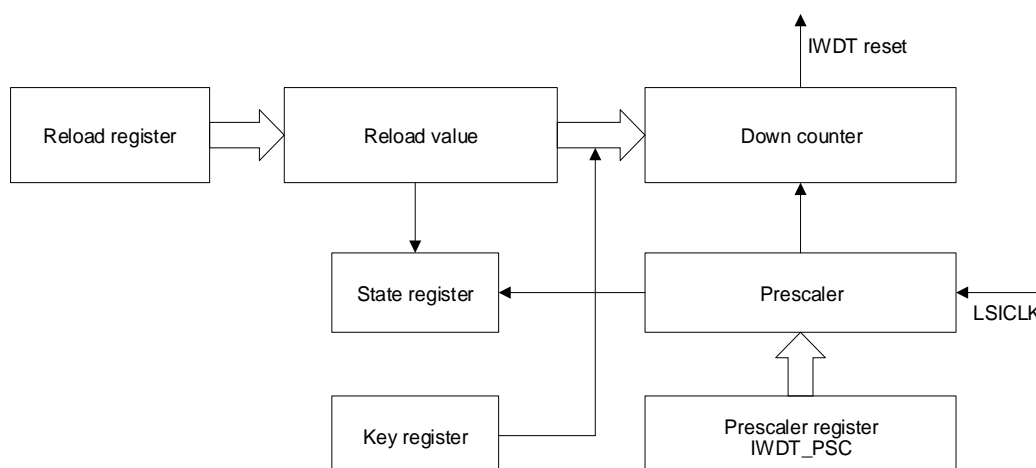 IWDT reset
Reload register
Reload value
Down counter
State register
Prescaler
LSICLK
Key register
Prescaler register
IWDT_PSC